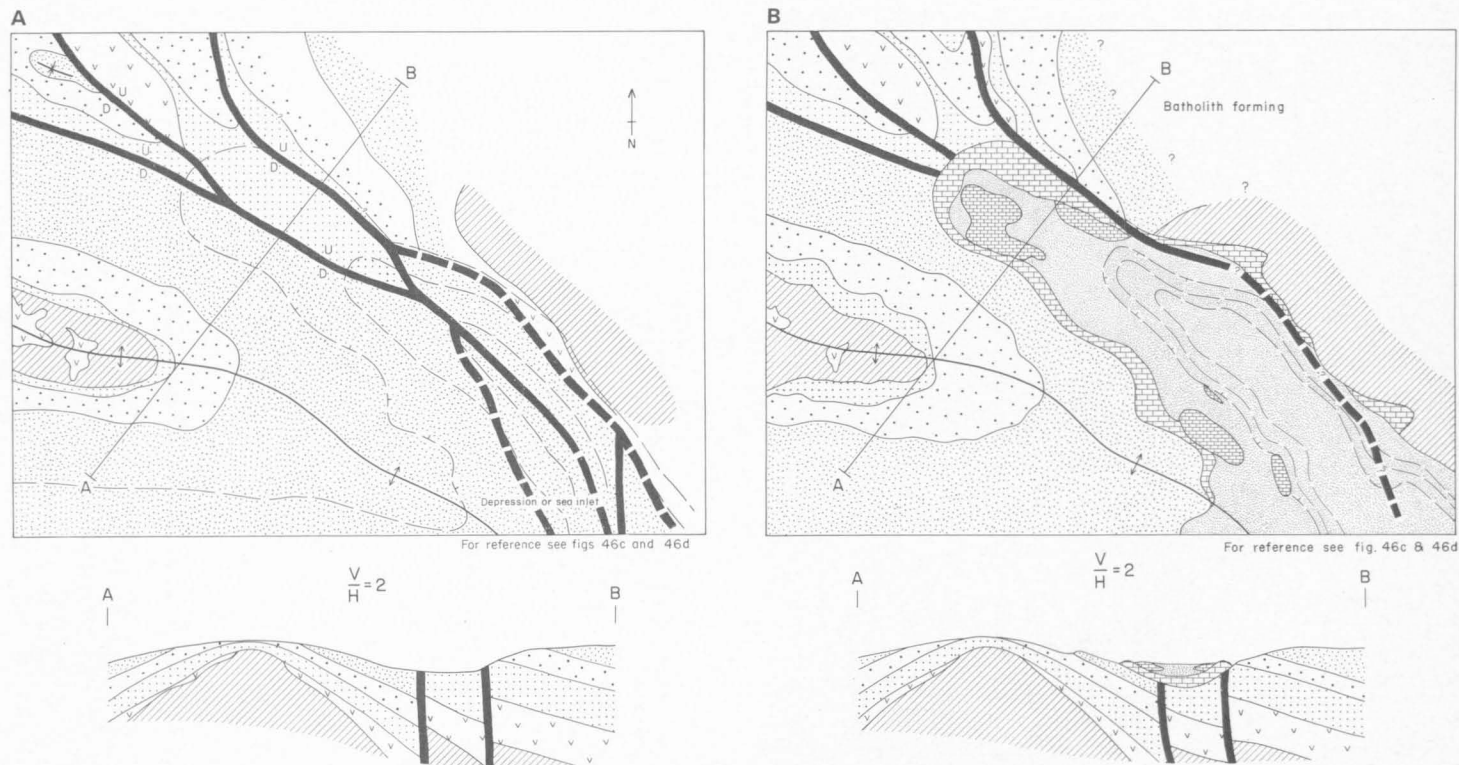 A
B
N
U
D
U
D
U
D
U
D
A
Depression or sea inlet
For reference see figs 46c and 46d
V
H =2
A
B
B
B
Batholith forming
?
?
?
?
A
For reference see fig. 46c & 46d
V
H =2
A
B